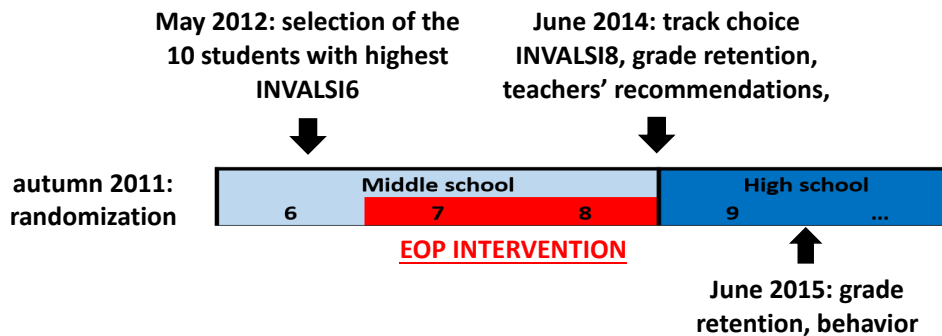 May 2012: selection of the
10 students with highest
INVALSI6
June 2014: track choice
INVALSI8, grade retention,
teachers’ recommendations,
autumn 2011:
randomization
Middle school
High school
6
7
8
9
...
EOP INTERVENTION
June 2015: grade
retention, behavior